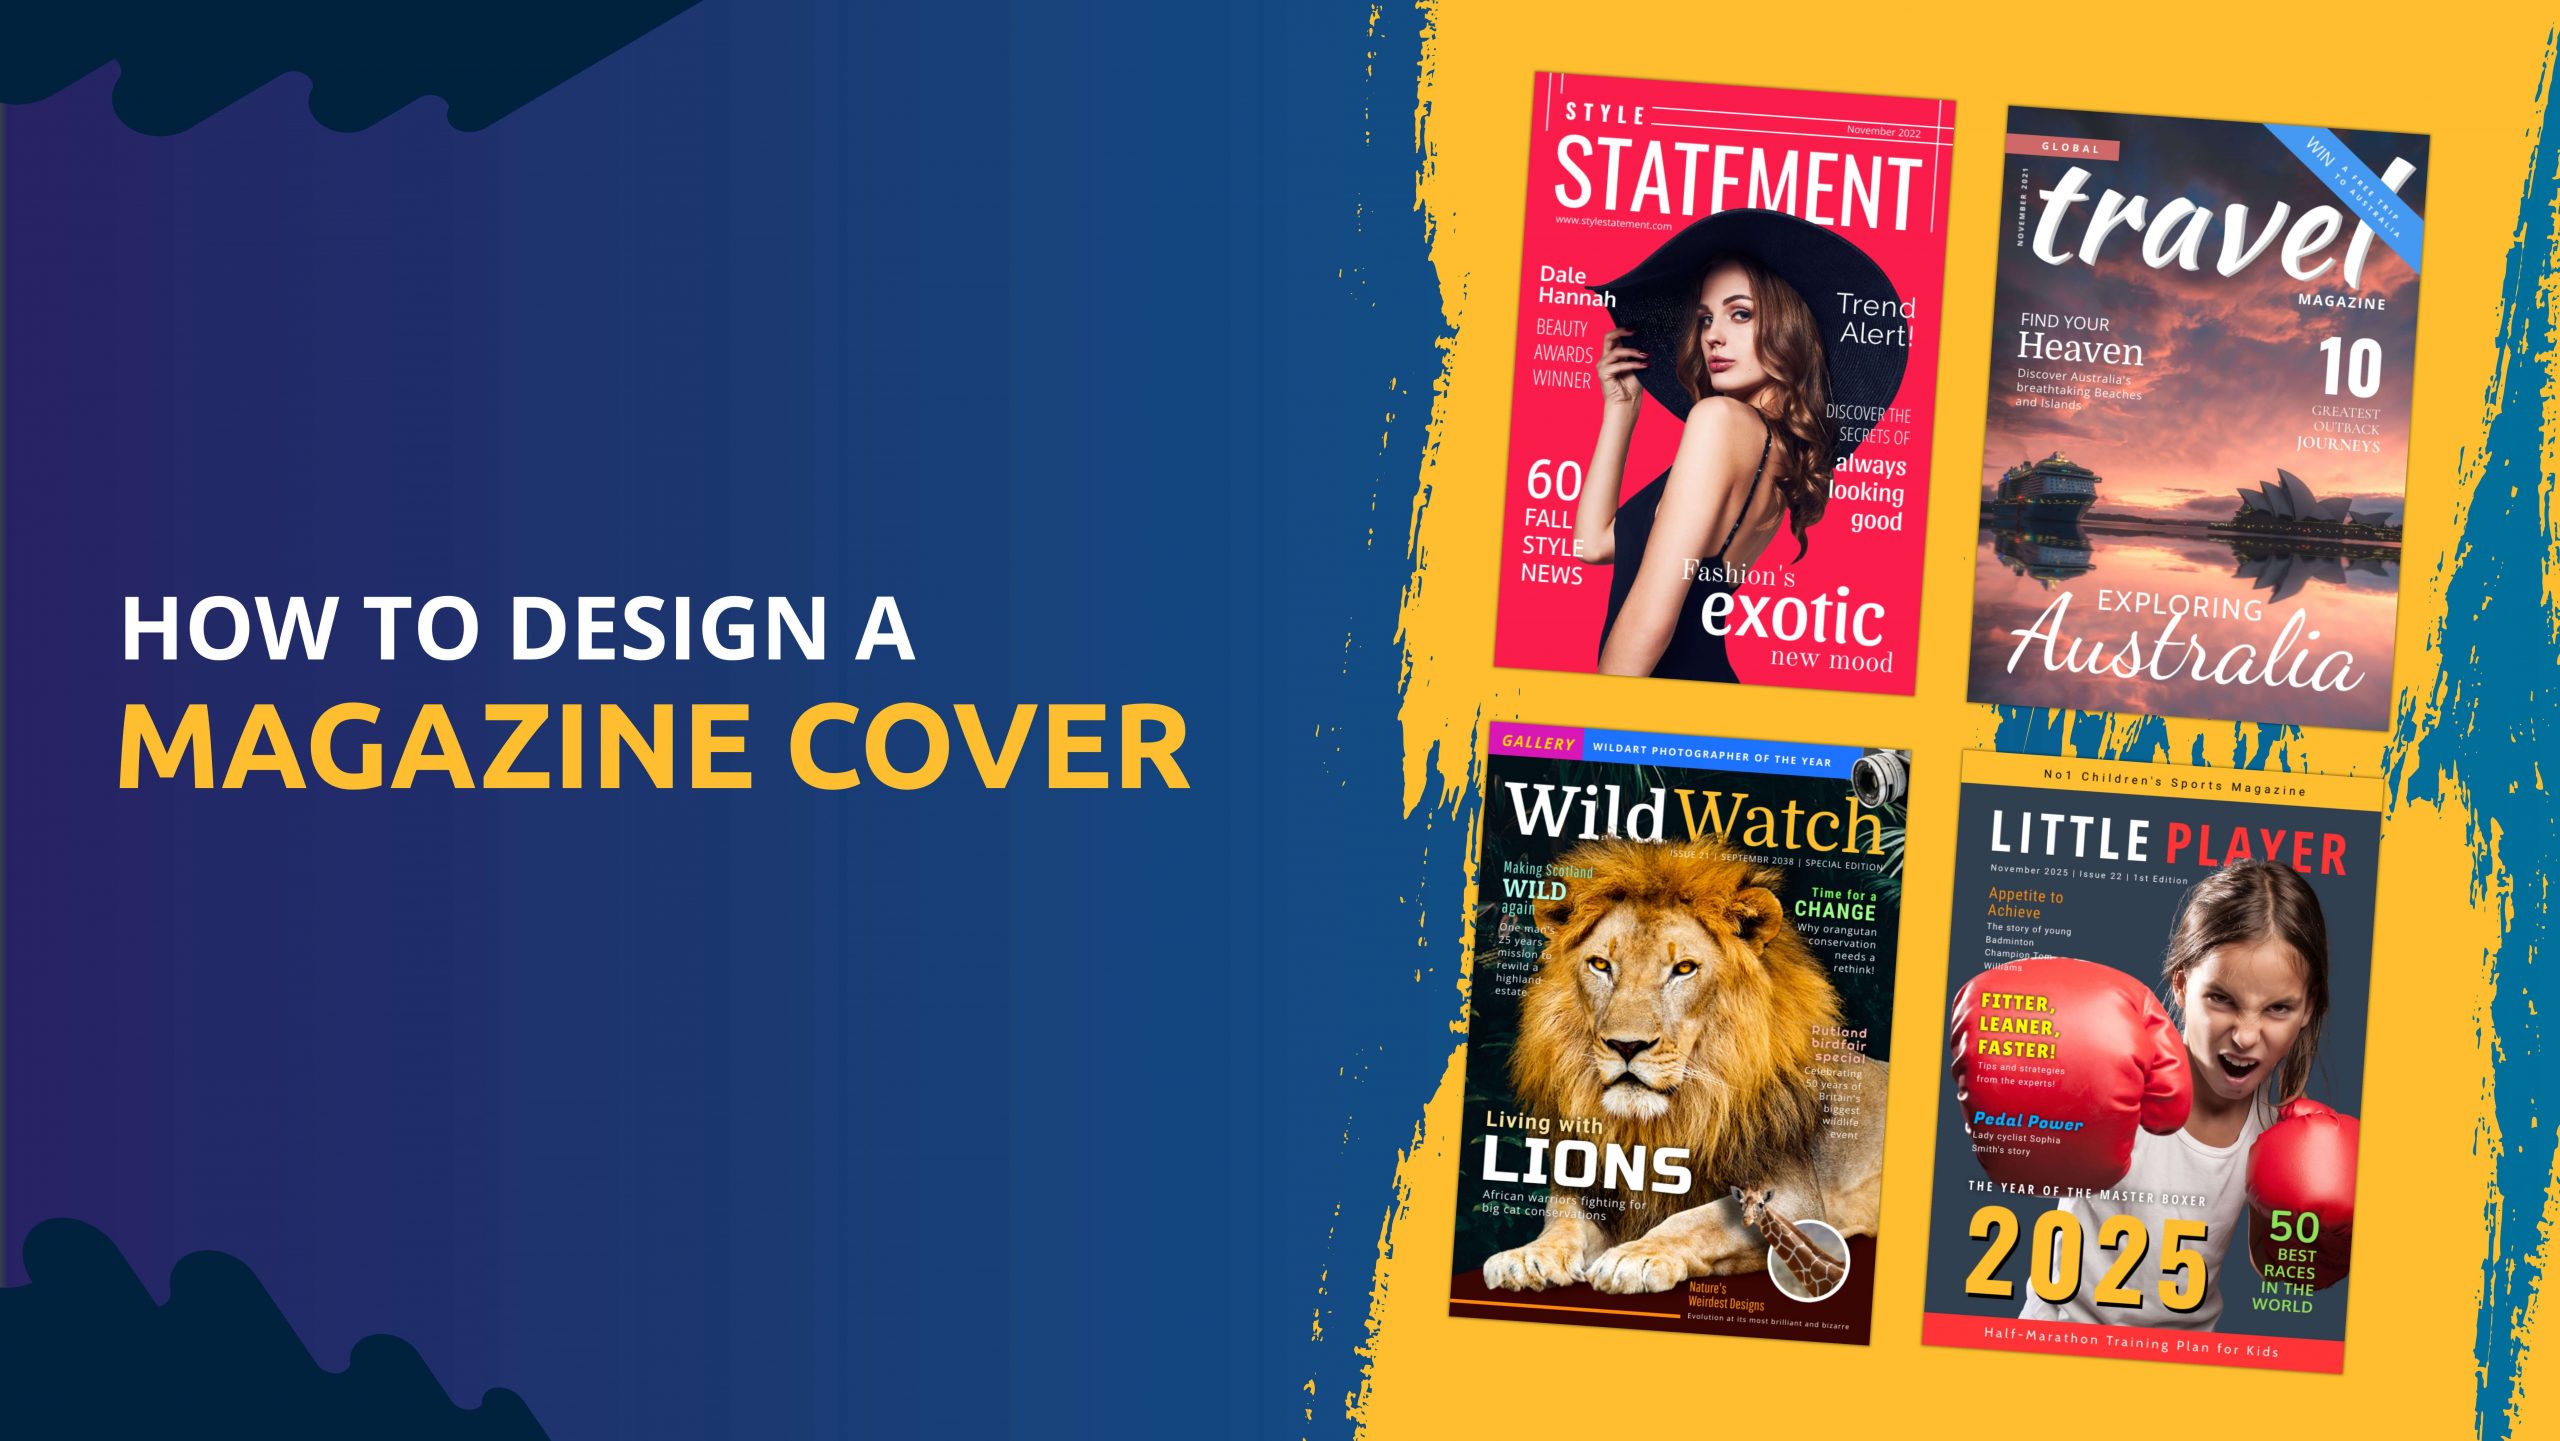 HOW TO DESIGN A
MAGAZINE COVER
STYLE
November 2022
STATEMENT
www.stylestatement.com
Dale
Hannah
BEAUTY
AWARDS
WINNER
Trend
Alert!
DISCOVER THE
SECRETS OF
always
looking
good
60
FALL
STYLE
NEWS
Fashion's
exotic
new mood
GLOBAL
NOVEMBER 2021
travel
MAGAZINE
WIN A FREE TRIP
TO AUSTRALIA
FIND YOUR
Heaven
Discover Australia's
breathtaking Beaches
and Islands
10
GREATEST
OUTBACK
JOURNEYS
EXPLORING
Australia
GALLERY WILDART PHOTOGRAPHER OF THE YEAR
Wild Watch
ISSUE 21 | SEPTEMBR 2038 | SPECIAL EDITION
Making Scotland
WILD
again
One man's
25 years
mission to
rewild a
highland
estate
Time for a
CHANGE
Why orangutan
conservation
needs a
rethink!
Rutland
birdfair
special
Celebrating
50 years of
Britain's
biggest
wildlife
event
Living with
LIONS
African warriors fighting for
big cat conservations
Nature's
Weirdest Designs
Evolution at its most brilliant and bizarre
No1 Children's Sports Magazine
LITTLE PLAYER
November 2025 | Issue 22 | 1st Edition
Appetite to
Achieve
The story of young
Badminton
Champion Tom
Williams
FITTER,
LEANER,
FASTER!
Tips and strategies
from the experts!
Pedal Power
Lady cyclist Sophia
Smith's story
THE YEAR OF THE MASTER BOXER
2025
50
BEST
RACES
IN THE
WORLD
Half-Marathon Training Plan for Kids